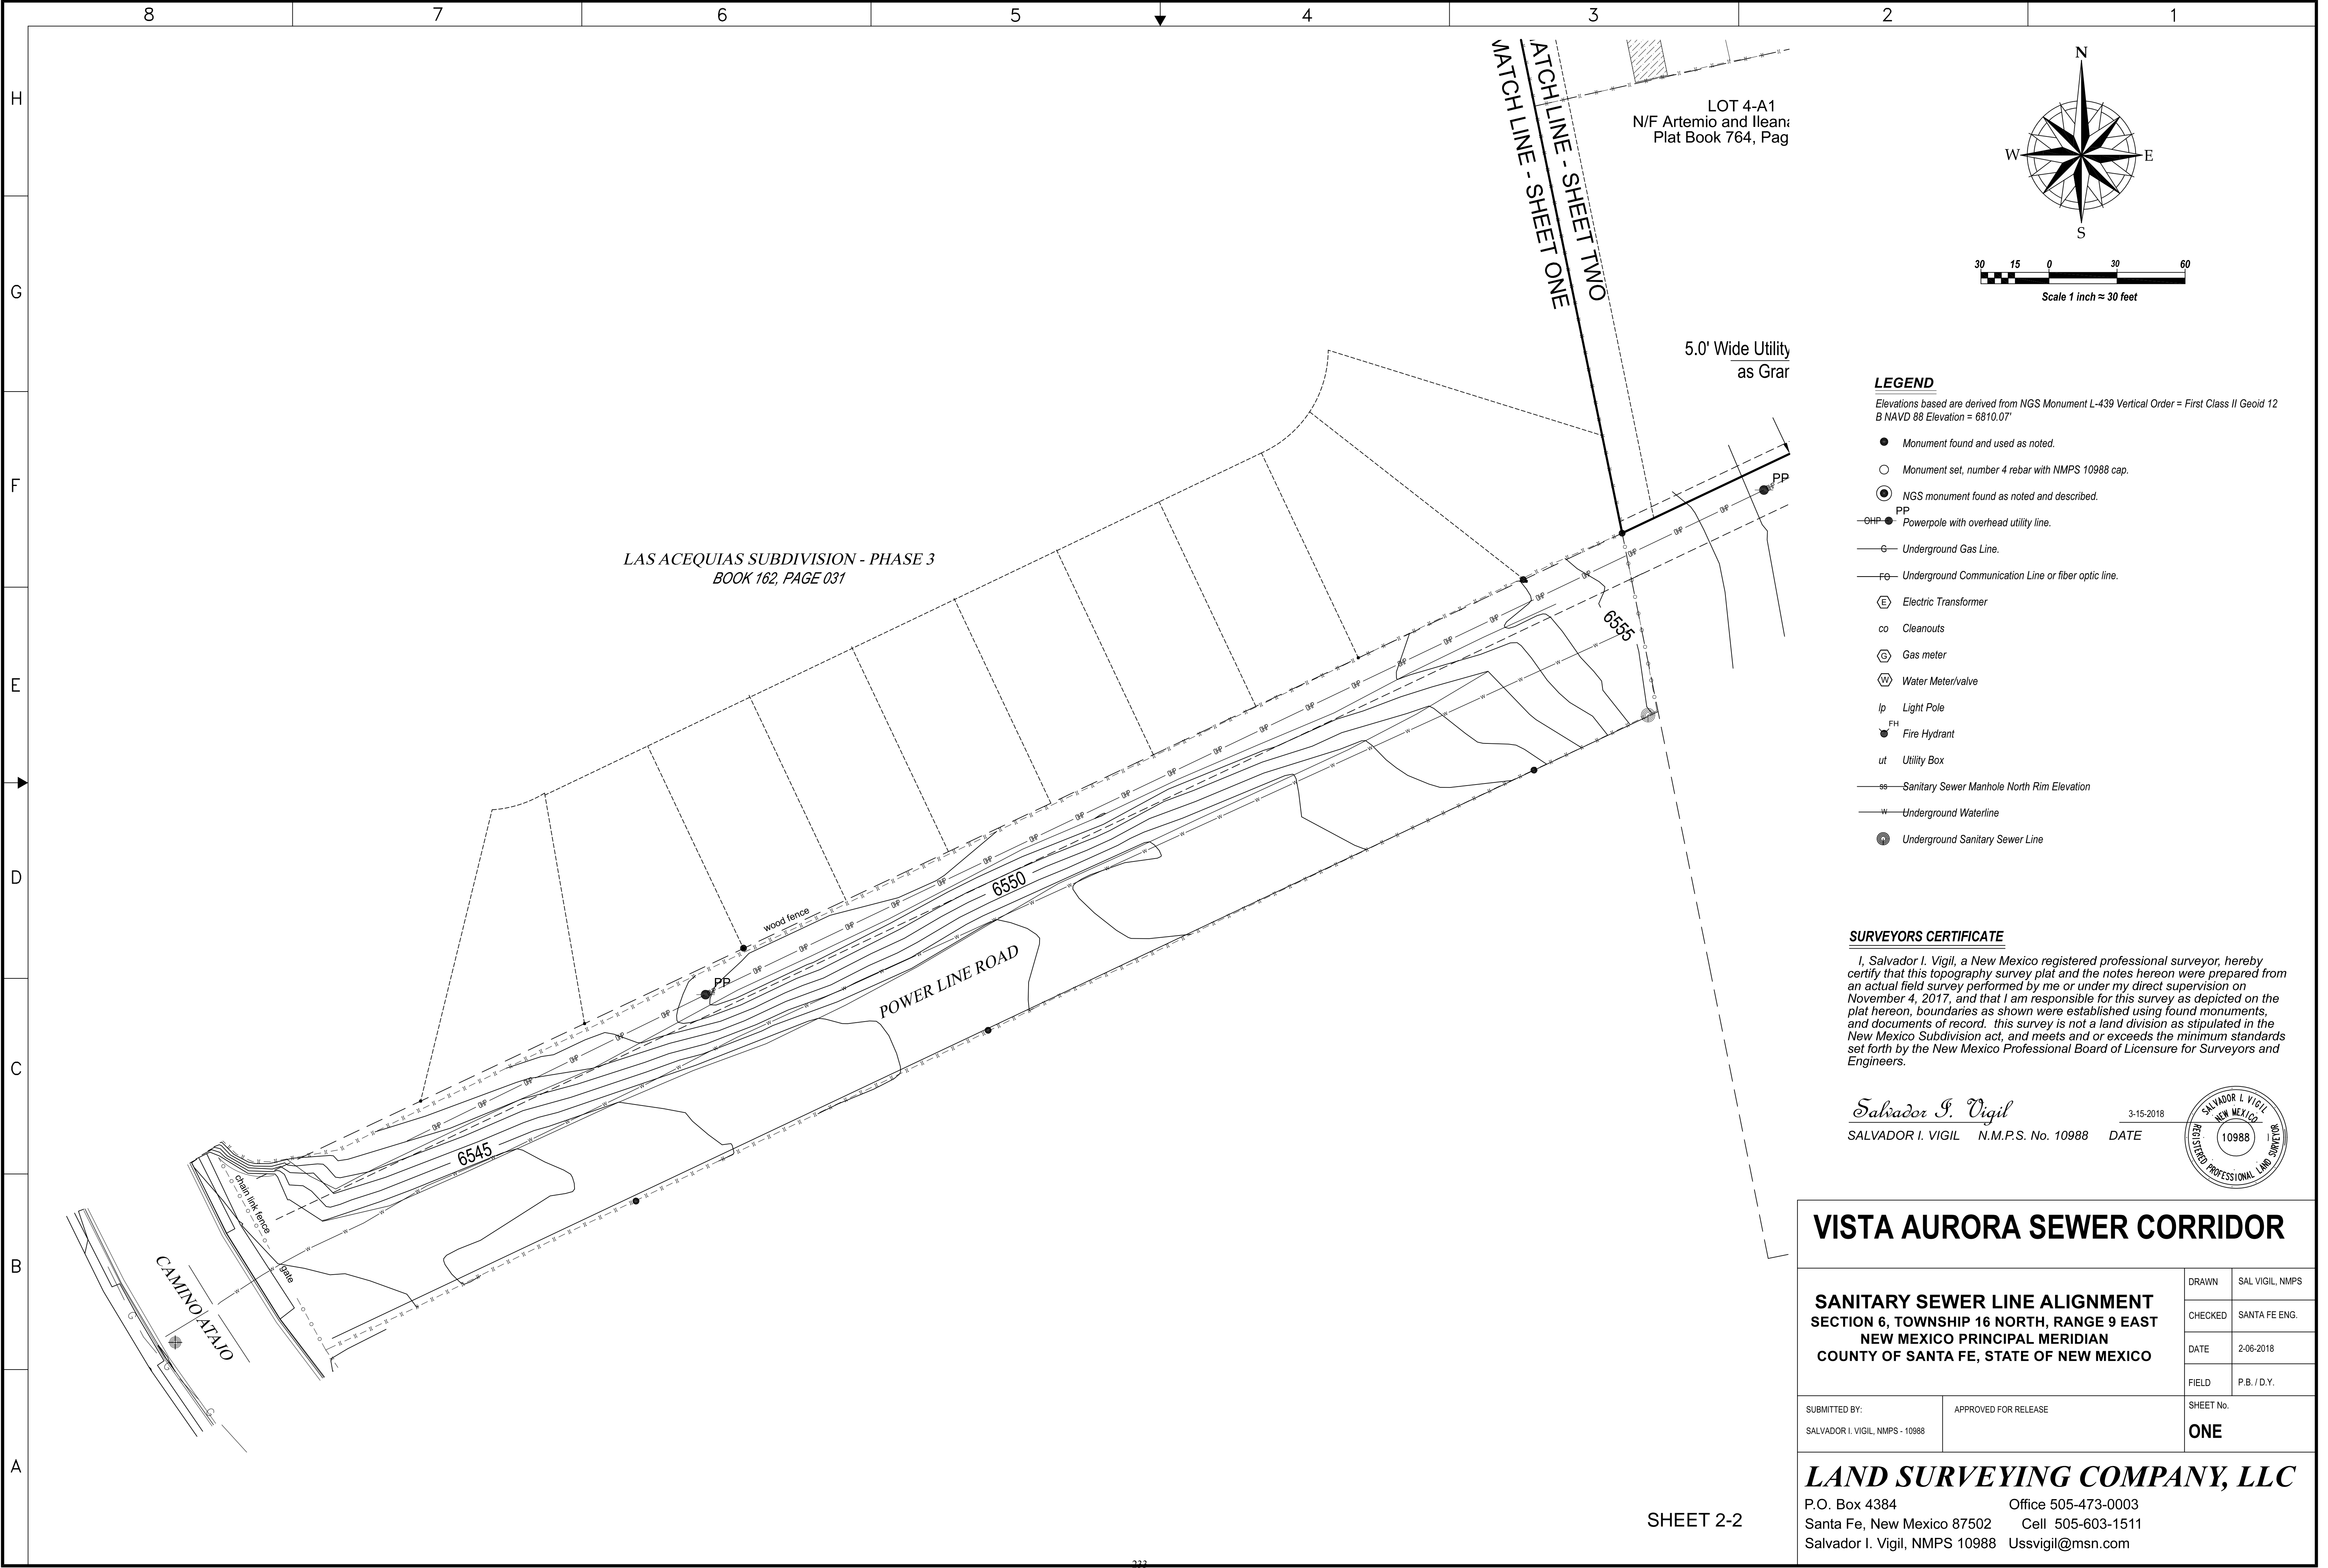 8 7 6 5 4 3 2 1
H
G
F
E
D
C
B
A
MATCH LINE - SHEET ONE
ATCHLINE - SHEET TWO
LOT 4-A1
N/F Artemio and Ileana
Plat Book 764, Pag
5.0' Wide Utility
as Gran
PP
LAS ACEQUIAS SUBDIVISION - PHASE 3
BOOK 162, PAGE 031
6555
6550
wood fence
PP
POWER LINE ROAD
6545
chain link fence
gate
CAMINO ATAJO
OHP
W
G
N
W E
S
30 15 0 30 60
Scale 1 inch ≈ 30 feet
LEGEND
Elevations based are derived from NGS Monument L-439 Vertical Order = First Class II Geoid 12
B NAVD 88 Elevation = 6810.07'
Monument found and used as noted.
Monument set, number 4 rebar with NMPS 10988 cap.
NGS monument found as noted and described.
PP
OHP Powerpole with overhead utility line.
G Underground Gas Line.
FO Underground Communication Line or fiber optic line.
E Electric Transformer
co Cleanouts
G Gas meter
W Water Meter/valve
lp Light Pole
FH
Fire Hydrant
ut Utility Box
ss Sanitary Sewer Manhole North Rim Elevation
W Underground Waterline
Underground Sanitary Sewer Line
SURVEYORS CERTIFICATE
I, Salvador I. Vigil, a New Mexico registered professional surveyor, hereby
certify that this topography survey plat and the notes hereon were prepared from
an actual field survey performed by me or under my direct supervision on
November 4, 2017, and that I am responsible for this survey as depicted on the
plat hereon, boundaries as shown were established using found monuments,
and documents of record. this survey is not a land division as stipulated in the
New Mexico Subdivision act, and meets and or exceeds the minimum standards
set forth by the New Mexico Professional Board of Licensure for Surveyors and
Engineers.
Salvador I. Vigil
3-15-2018
SALVADOR I. VIGIL N.M.P.S. No. 10988 DATE
SALVADOR I. VIGIL
NEW MEXICO
10988
REGISTERED PROFESSIONAL LAND SURVEYOR
VISTA AURORA SEWER CORRIDOR
SANITARY SEWER LINE ALIGNMENT
SECTION 6, TOWNSHIP 16 NORTH, RANGE 9 EAST
NEW MEXICO PRINCIPAL MERIDIAN
COUNTY OF SANTA FE, STATE OF NEW MEXICO
DRAWN SAL VIGIL, NMPS
CHECKED SANTA FE ENG.
DATE 2-06-2018
FIELD P.B. / D.Y.
SUBMITTED BY:
SALVADOR I. VIGIL, NMPS - 10988
APPROVED FOR RELEASE
SHEET No.
ONE
LAND SURVEYING COMPANY, LLC
P.O. Box 4384 Office 505-473-0003
Santa Fe, New Mexico 87502 Cell 505-603-1511
Salvador I. Vigil, NMPS 10988 Ussvigil@msn.com
SHEET 2-2
233